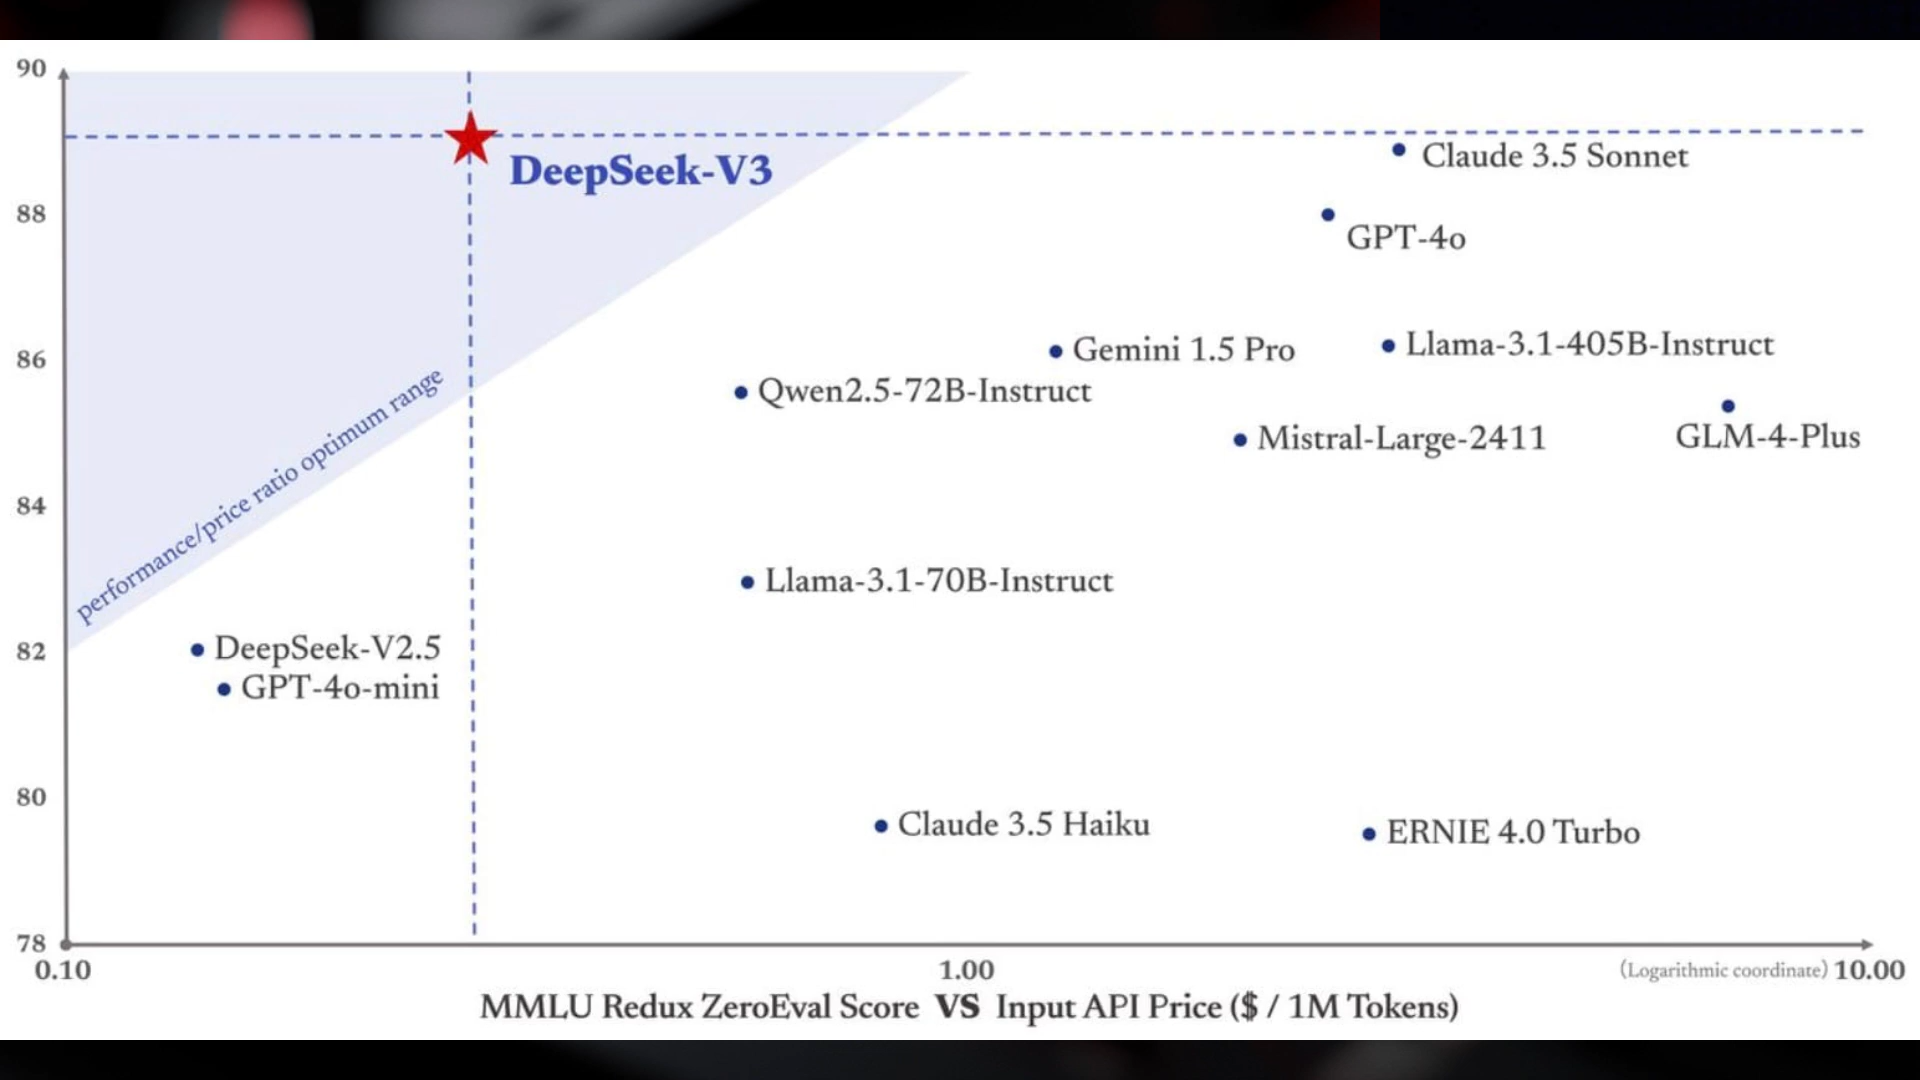 90
DeepSeek-V3
Claude 3.5 Sonnet
88
GPT-4o
86
Gemini 1.5 Pro
Llama-3.1-405B-Instruct
Qwen2.5-72B-Instruct
Mistral-Large-2411
GLM-4-Plus
performance/price ratio optimum range
84
Llama-3.1-70B-Instruct
82
DeepSeek-V2.5
GPT-4o-mini
80
Claude 3.5 Haiku
ERNIE 4.0 Turbo
78
0.10
1.00
(Logarithmic coordinate) 10.00
MMLU Redux ZeroEval Score VS Input API Price ($ / 1M Tokens)